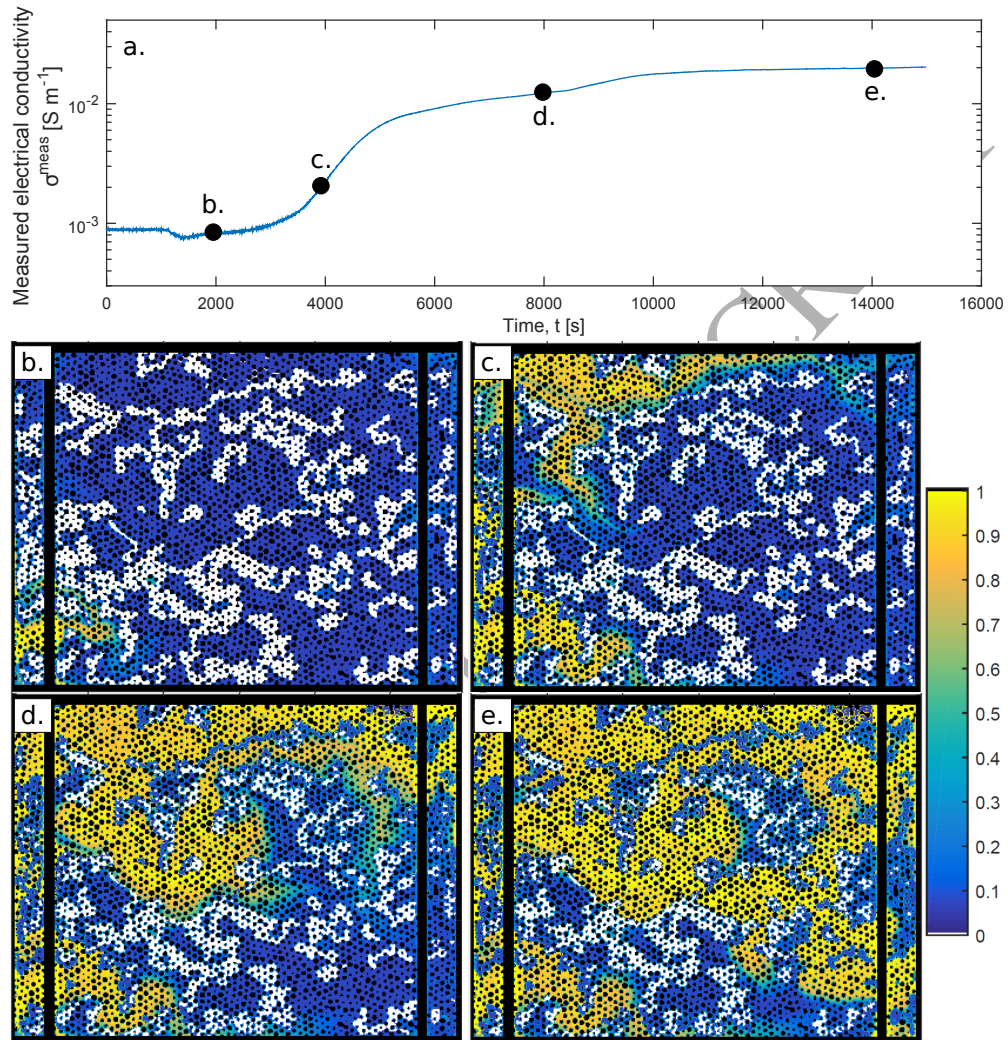 a.
Measured electrical conductivity
σ^meas [S m⁻¹]
10⁻²
10⁻³
b.
c.
d.
e.
0 2000 4000 6000 8000 10000 12000 14000 16000
Time, t [s]
b.
c.
d.
e.
1
0.9
0.8
0.7
0.6
0.5
0.4
0.3
0.2
0.1
0